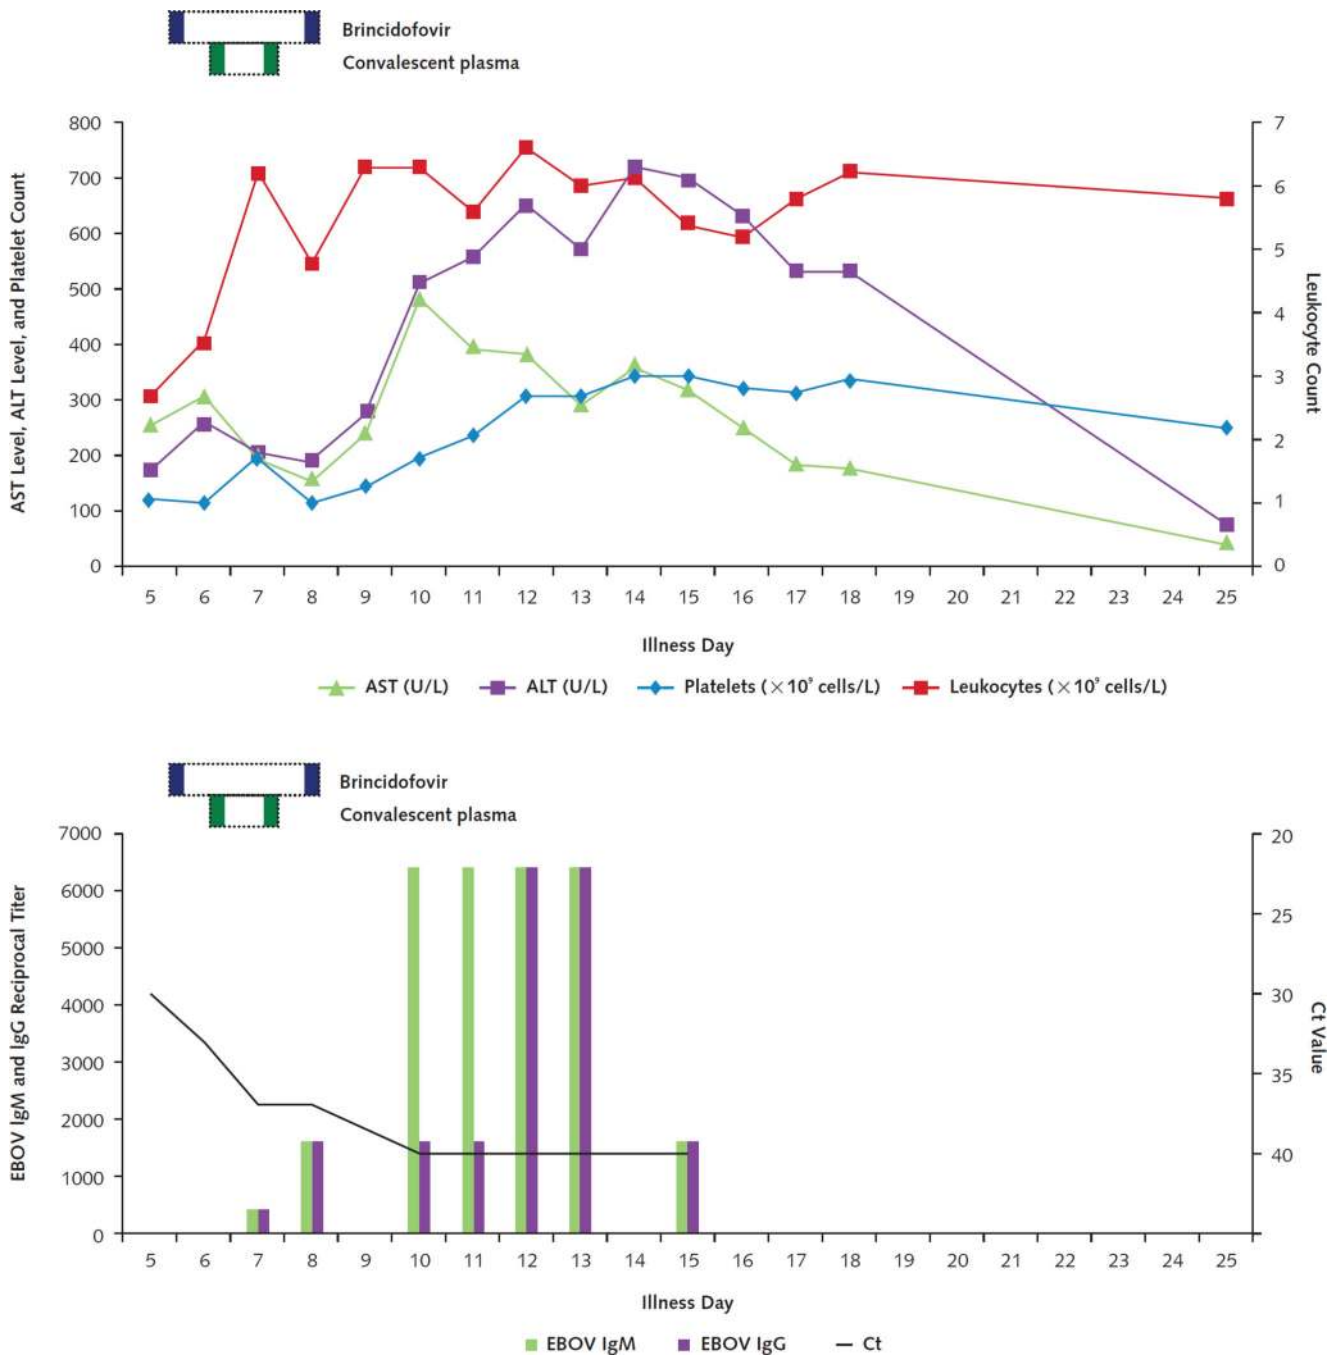 Brincidofovir
Convalescent plasma
AST Level, ALT Level, and Platelet Count
800
700
600
500
400
300
200
100
0
7
6
5
4
3
2
1
0
Leukocyte Count
5 6 7 8 9 10 11 12 13 14 15 16 17 18 19 20 21 22 23 24 25
Illness Day
AST (U/L) ALT (U/L) Platelets (×10⁹ cells/L) Leukocytes (×10⁹ cells/L)
Brincidofovir
Convalescent plasma
EBOV IgM and IgG Reciprocal Titer
7000
6000
5000
4000
3000
2000
1000
0
20
25
30
35
40
Ct Value
5 6 7 8 9 10 11 12 13 14 15 16 17 18 19 20 21 22 23 24 25
Illness Day
EBOV IgM EBOV IgG Ct